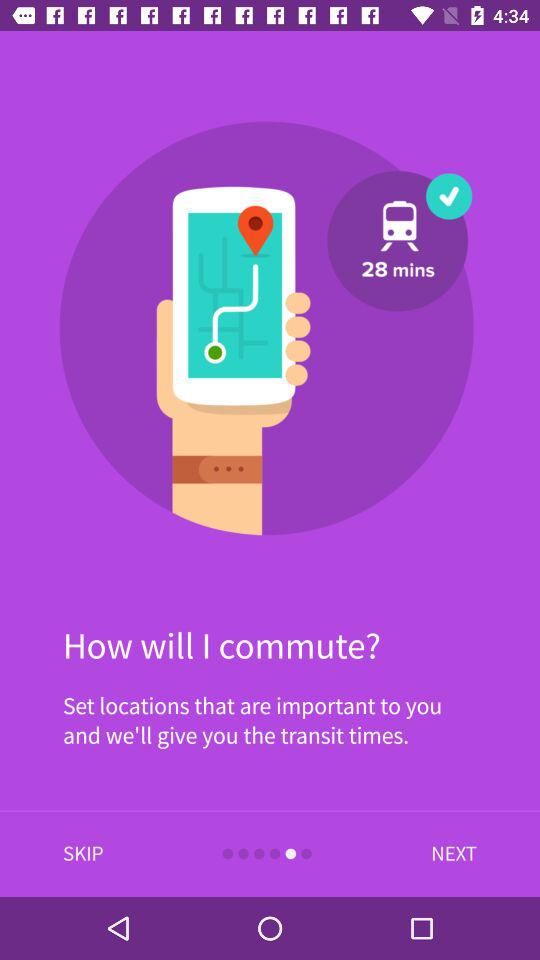 4:34
28 mins
How will I commute?
Set locations that are important to you
and we'll give you the transit times.
SKIP
NEXT